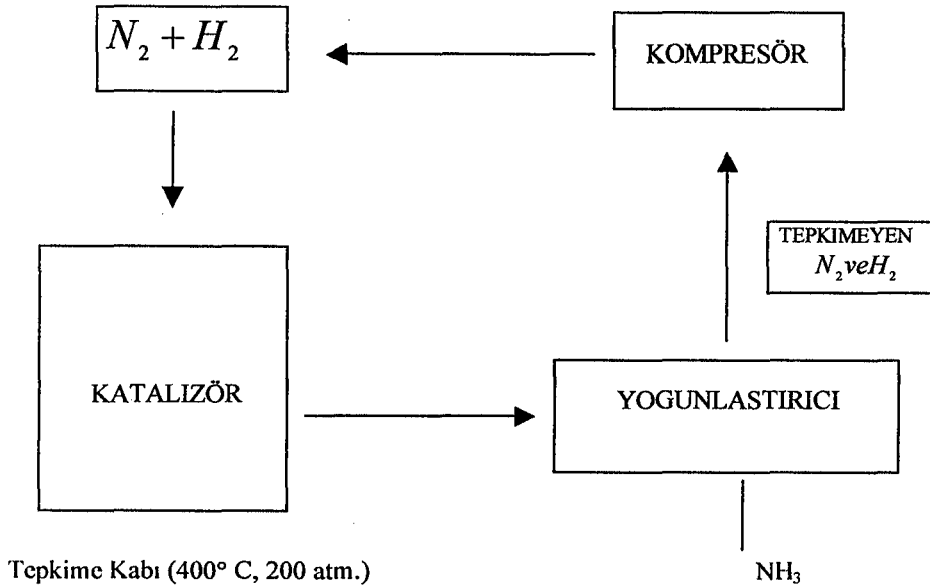 N₂ + H₂
KOMPRESÖR
TEPKIMEYEN
N₂veH₂
KATALIZÖR
YOGUNLASTIRICI
Tepkime Kabı (400° C, 200 atm.)
NH₃